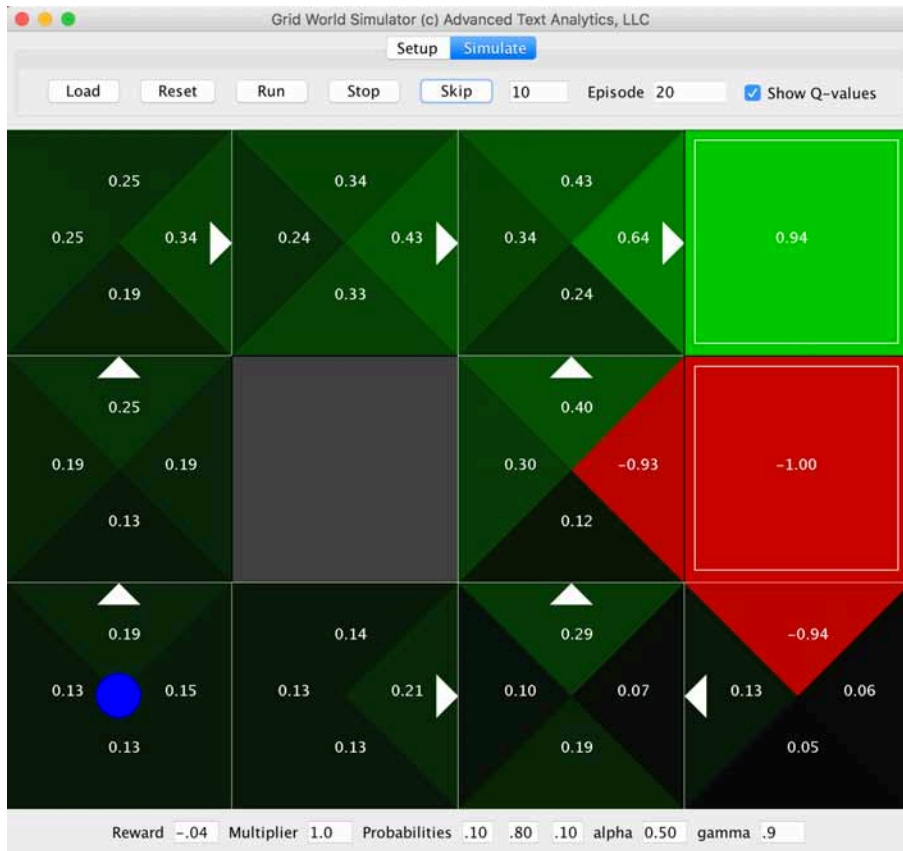 Grid World Simulator (c) Advanced Text Analytics, LLC
Setup Simulate
Load Reset Run Stop Skip 10 Episode 20 Show Q-values
0.25 0.34 0.43
0.25 0.34 0.24 0.43 0.34 0.64 0.94
0.19 0.33 0.24
0.25 0.40
0.19 0.19 0.30 -0.93 -1.00
0.13 0.12
0.19 0.14 0.29 -0.94
0.13 0.15 0.13 0.21 0.10 0.07 0.13 0.06
0.13 0.13 0.19 0.05
Reward -.04 Multiplier 1.0 Probabilities .10 .80 .10 alpha 0.50 gamma .9